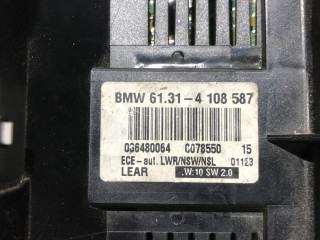 BMW 61.31-4 108 587
036480064 C078550 15
ECE-aut. LWR/NSW/NSL 01123
LEAR .W:10 SW 2.0